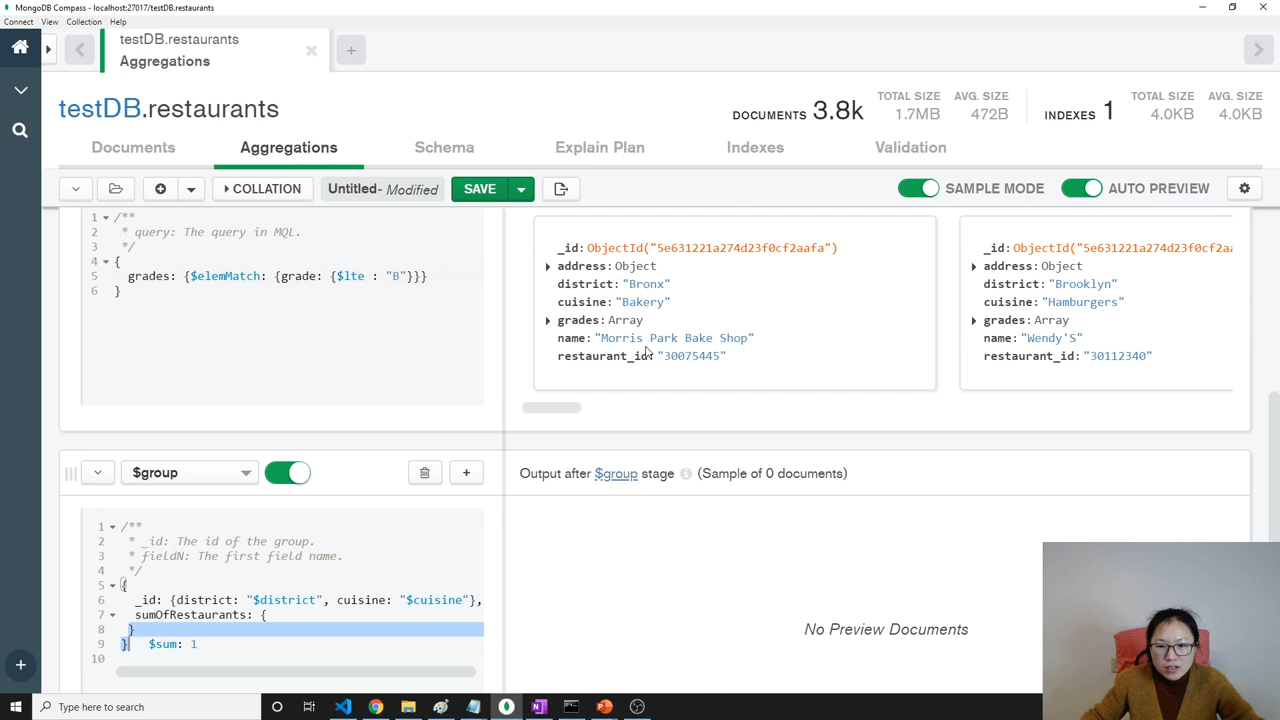 MongoDB Compass - localhost:27017/testDB.restaurants
Connect View Collection Help
testDB.restaurants
Aggregations
testDB.restaurants
DOCUMENTS 3.8k
TOTAL SIZE
1.7MB
AVG. SIZE
472B
INDEXES 1
TOTAL SIZE
4.0KB
AVG. SIZE
4.0KB
Documents
Aggregations
Schema
Explain Plan
Indexes
Validation
COLLATION
Untitled- Modified
SAVE
SAMPLE MODE
AUTO PREVIEW
1 /**
2 * query: The query in MQL.
3 */
4 {
5 grades: {$elemMatch: {grade: {$lte : "B"}}}
6 }
_id:ObjectId("5e631221a274d23f0cf2aafa")
address:Object
district:"Bronx"
cuisine:"Bakery"
grades:Array
name:"Morris Park Bake Shop"
restaurant_id:"30075445"
_id:ObjectId("5e631221a274d23f0cf2aa
address:Object
district:"Brooklyn"
cuisine:"Hamburgers"
grades:Array
name:"Wendy'S"
restaurant_id:"30112340"
$group
Output after $group stage (Sample of 0 documents)
1 /**
2 * _id: The id of the group.
3 * fieldN: The first field name.
4 */
5 {
6 _id: {district: "$district", cuisine: "$cuisine"},
7 sumOfRestaurants: {
8 }
9 } $sum: 1
10
No Preview Documents
Type here to search